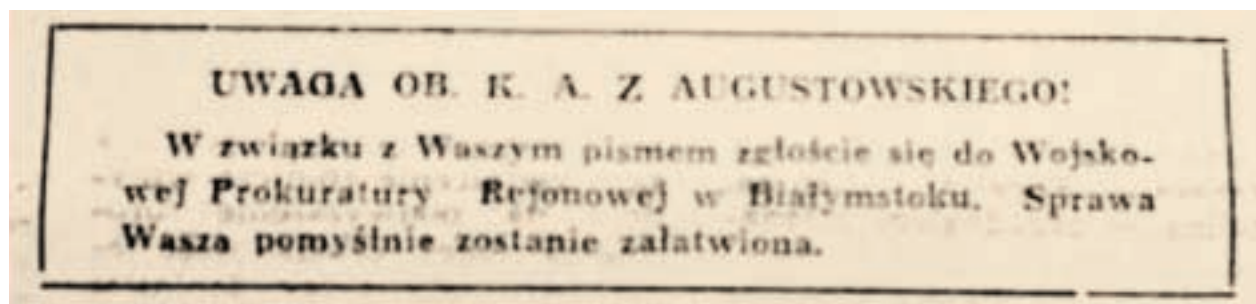 UWAGA OB. K. A. Z AUGUSTOWSKIEGO!
W związku z Waszym pismem zgłoście się do Wojsko-
wej Prokuratury Rejonowej w Białymstoku. Sprawa
Wasza pomyślnie zostanie załatwiona.